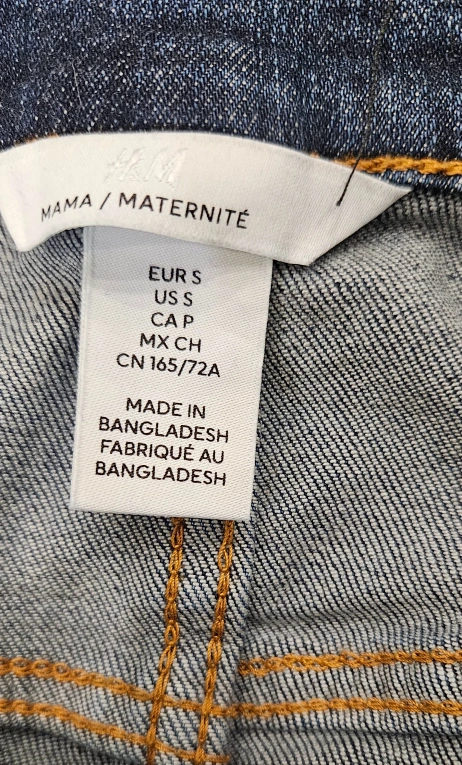 H&M
MAMA / MATERNITÉ
EUR S
US S
CA P
MX CH
CN 165/72A
MADE IN
BANGLADESH
FABRIQUÉ AU
BANGLADESH